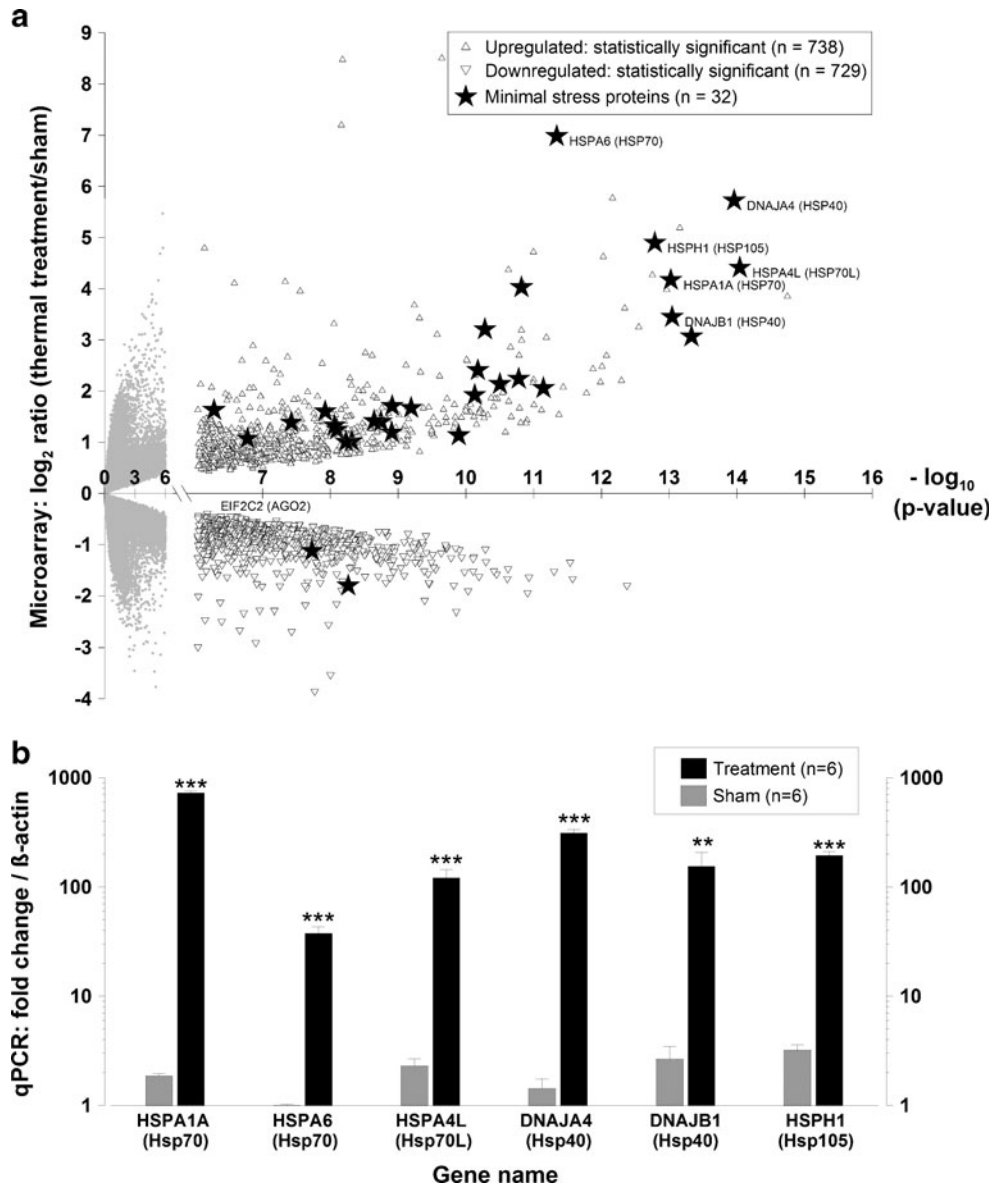 a
Microarray: log2 ratio (thermal treatment/sham)
9
8
7
6
5
4
3
2
1
0
-1
-2
-3
-4
Upregulated: statistically significant (n = 738)
Downregulated: statistically significant (n = 729)
Minimal stress proteins (n = 32)
HSPA6 (HSP70)
DNAJA4 (HSP40)
HSPH1 (HSP105)
HSPA4L (HSP70L)
HSPA1A (HSP70)
DNAJB1 (HSP40)
0 3 6 7 8 9 10 11 12 13 14 15 16
- log10
(p-value)
EIF2C2 (AGO2)
b
qPCR: fold change / ß-actin
1000
100
10
1
Treatment (n=6)
Sham (n=6)
*** *** *** *** ** ***
1000
100
10
1
HSPA1A HSPA6 HSPA4L DNAJA4 DNAJB1 HSPH1
(Hsp70) (Hsp70) (Hsp70L) (Hsp40) (Hsp40) (Hsp105)
Gene name